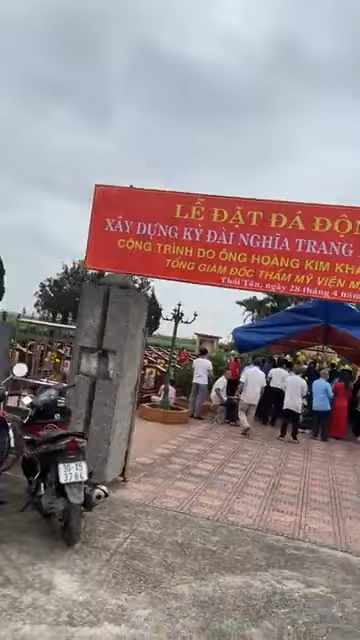 LỄ ĐẶT ĐÁ ĐỘN
XÂY DỰNG KỲ ĐÀI NGHĨA TRANG
CÔNG TRÌNH DO ÔNG HOÀNG KIM KHÁ
TỔNG GIÁM ĐỐC THẨM MỸ VIỆN M
Thái Tân, ngày 28 tháng 4 năm